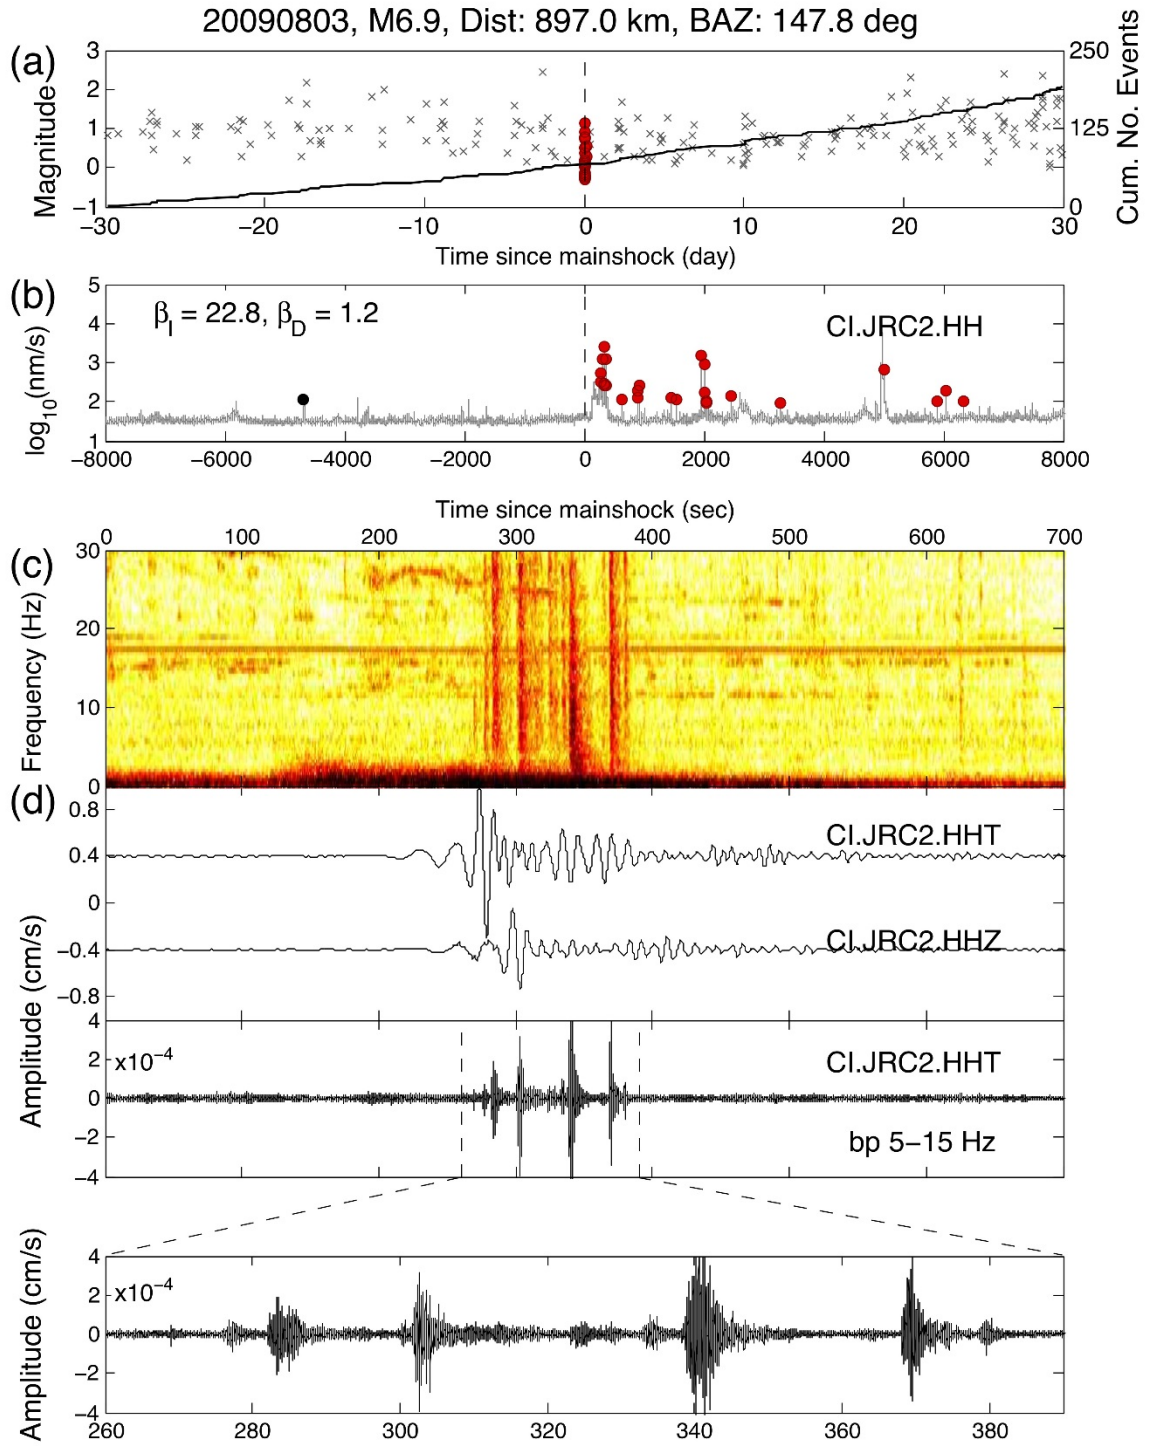 20090803, M6.9, Dist: 897.0 km, BAZ: 147.8 deg
(a)
Magnitude
3
2
1
0
−1
250
125
0
Cum. No. Events
−30 −20 −10 0 10 20 30
Time since mainshock (day)
(b)
log10(nm/s)
5
4
3
2
1
βI = 22.8, βD = 1.2
CI.JRC2.HH
−8000 −6000 −4000 −2000 0 2000 4000 6000 8000
Time since mainshock (sec)
0 100 200 300 400 500 600 700
(c)
Frequency (Hz)
30
20
10
0
(d)
Amplitude (cm/s)
0.8
0.4
0
−0.4
−0.8
CI.JRC2.HHT
CI.JRC2.HHZ
4
2
0
−2
−4
x10−4
CI.JRC2.HHT
bp 5−15 Hz
Amplitude (cm/s)
4
2
0
−2
−4
x10−4
260 280 300 320 340 360 380